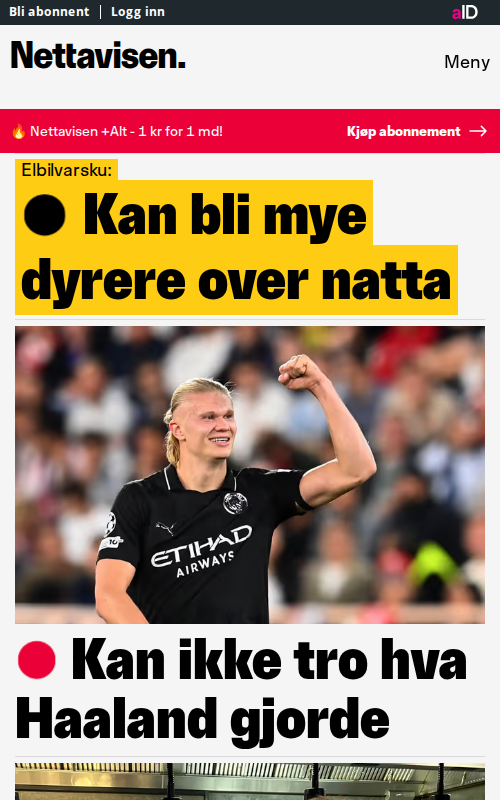 Bli abonnent | Logg inn
aID
Nettavisen.
Meny
Nettavisen +Alt - 1 kr for 1 md!
Kjøp abonnement
Elbilvarsku:
Kan bli mye
dyrere over natta
ETIHAD
AIRWAYS
Kan ikke tro hva
Haaland gjorde